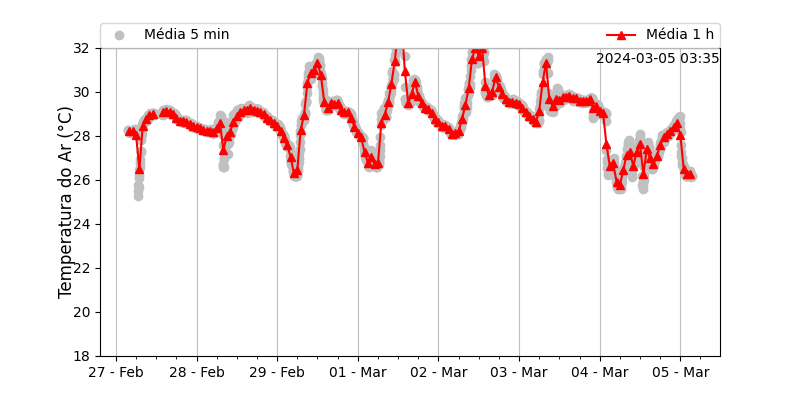 Média 5 min
Média 1 h
2024-03-05 03:35
Temperatura do Ar (°C)
32
30
28
26
24
22
20
18
27 - Feb
28 - Feb
29 - Feb
01 - Mar
02 - Mar
03 - Mar
04 - Mar
05 - Mar